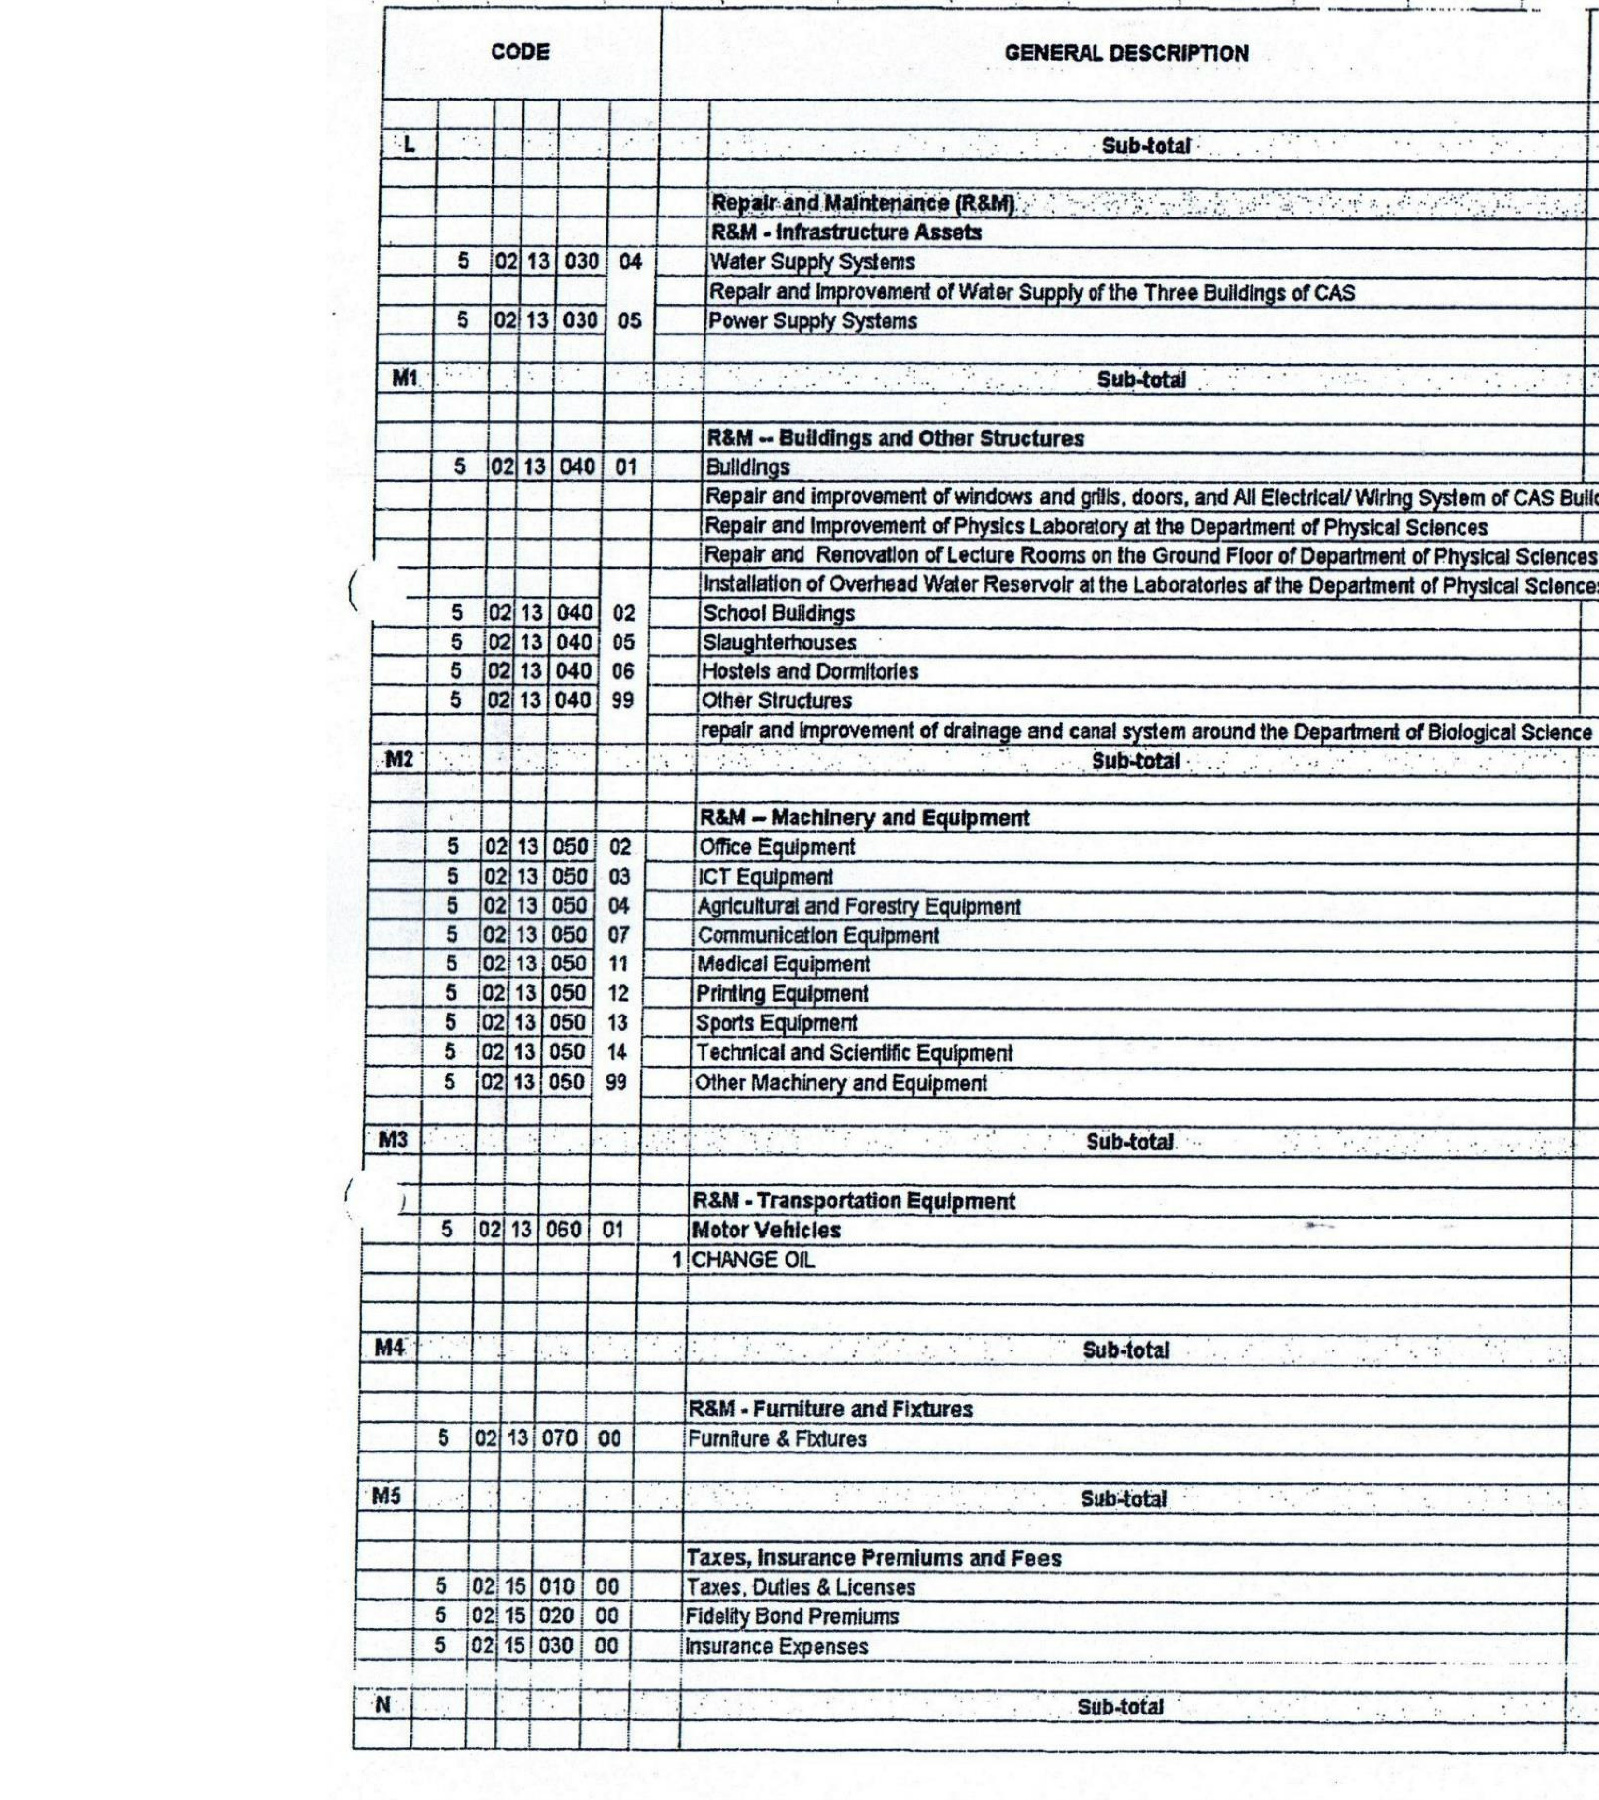 CODE GENERAL DESCRIPTION
L Sub-total
Repair and Maintenance (R&M)
R&M - Infrastructure Assets
5 02 13 030 04 Water Supply Systems
Repair and Improvement of Water Supply of the Three Buildings of CAS
5 02 13 030 05 Power Supply Systems
M1 Sub-total
R&M -- Buildings and Other Structures
5 02 13 040 01 Buildings
Repair and improvement of windows and grills, doors, and All Electrical/ Wiring System of CAS
Repair and Improvement of Physics Laboratory at the Department of Physical Sciences
Repair and Renovation of Lecture Rooms on the Ground Floor of Department of Physical Sciences
Installation of Overhead Water Reservoir at the Laboratories at the Department of Physical
5 02 13 040 02 School Buildings
5 02 13 040 05 Slaughterhouses
5 02 13 040 06 Hostels and Dormitories
5 02 13 040 99 Other Structures
repair and improvement of drainage and canal system around the Department of Biological Science
M2 Sub-total
R&M – Machinery and Equipment
5 02 13 050 02 Office Equipment
5 02 13 050 03 ICT Equipment
5 02 13 050 04 Agricultural and Forestry Equipment
5 02 13 050 07 Communication Equipment
5 02 13 050 11 Medical Equipment
5 02 13 050 12 Printing Equipment
5 02 13 050 13 Sports Equipment
5 02 13 050 14 Technical and Scientific Equipment
5 02 13 050 99 Other Machinery and Equipment
M3 Sub-total
R&M - Transportation Equipment
5 02 13 060 01 Motor Vehicles
1 CHANGE OIL
M4 Sub-total
R&M - Furniture and Fixtures
5 02 13 070 00 Furniture & Fixtures
M5 Sub-total
Taxes, Insurance Premiums and Fees
5 02 15 010 00 Taxes, Duties & Licenses
5 02 15 020 00 Fidelity Bond Premiums
5 02 15 030 00 Insurance Expenses
N Sub-total